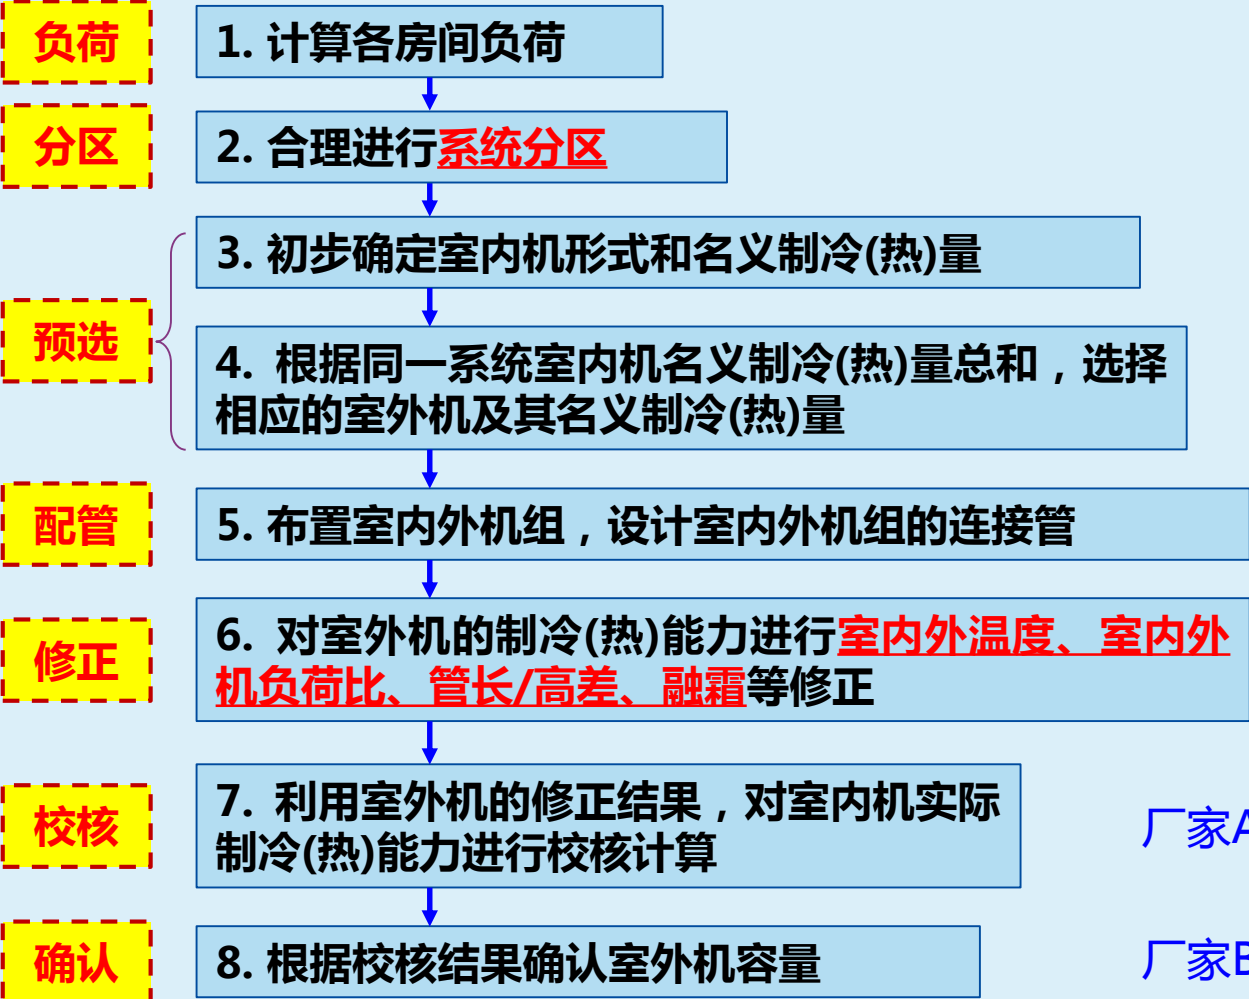 负荷
1. 计算各房间负荷
分区
2. 合理进行系统分区
3. 初步确定室内机形式和名义制冷(热)量
预选
4. 根据同一系统室内机名义制冷(热)量总和，选择
相应的室外机及其名义制冷(热)量
配管
5. 布置室内外机组，设计室内外机组的连接管
修正
6. 对室外机的制冷(热)能力进行室内外温度、室内外
机负荷比、管长/高差、融霜等修正
校核
7. 利用室外机的修正结果，对室内机实际
制冷(热)能力进行校核计算
厂家A
确认
8. 根据校核结果确认室外机容量
厂家B